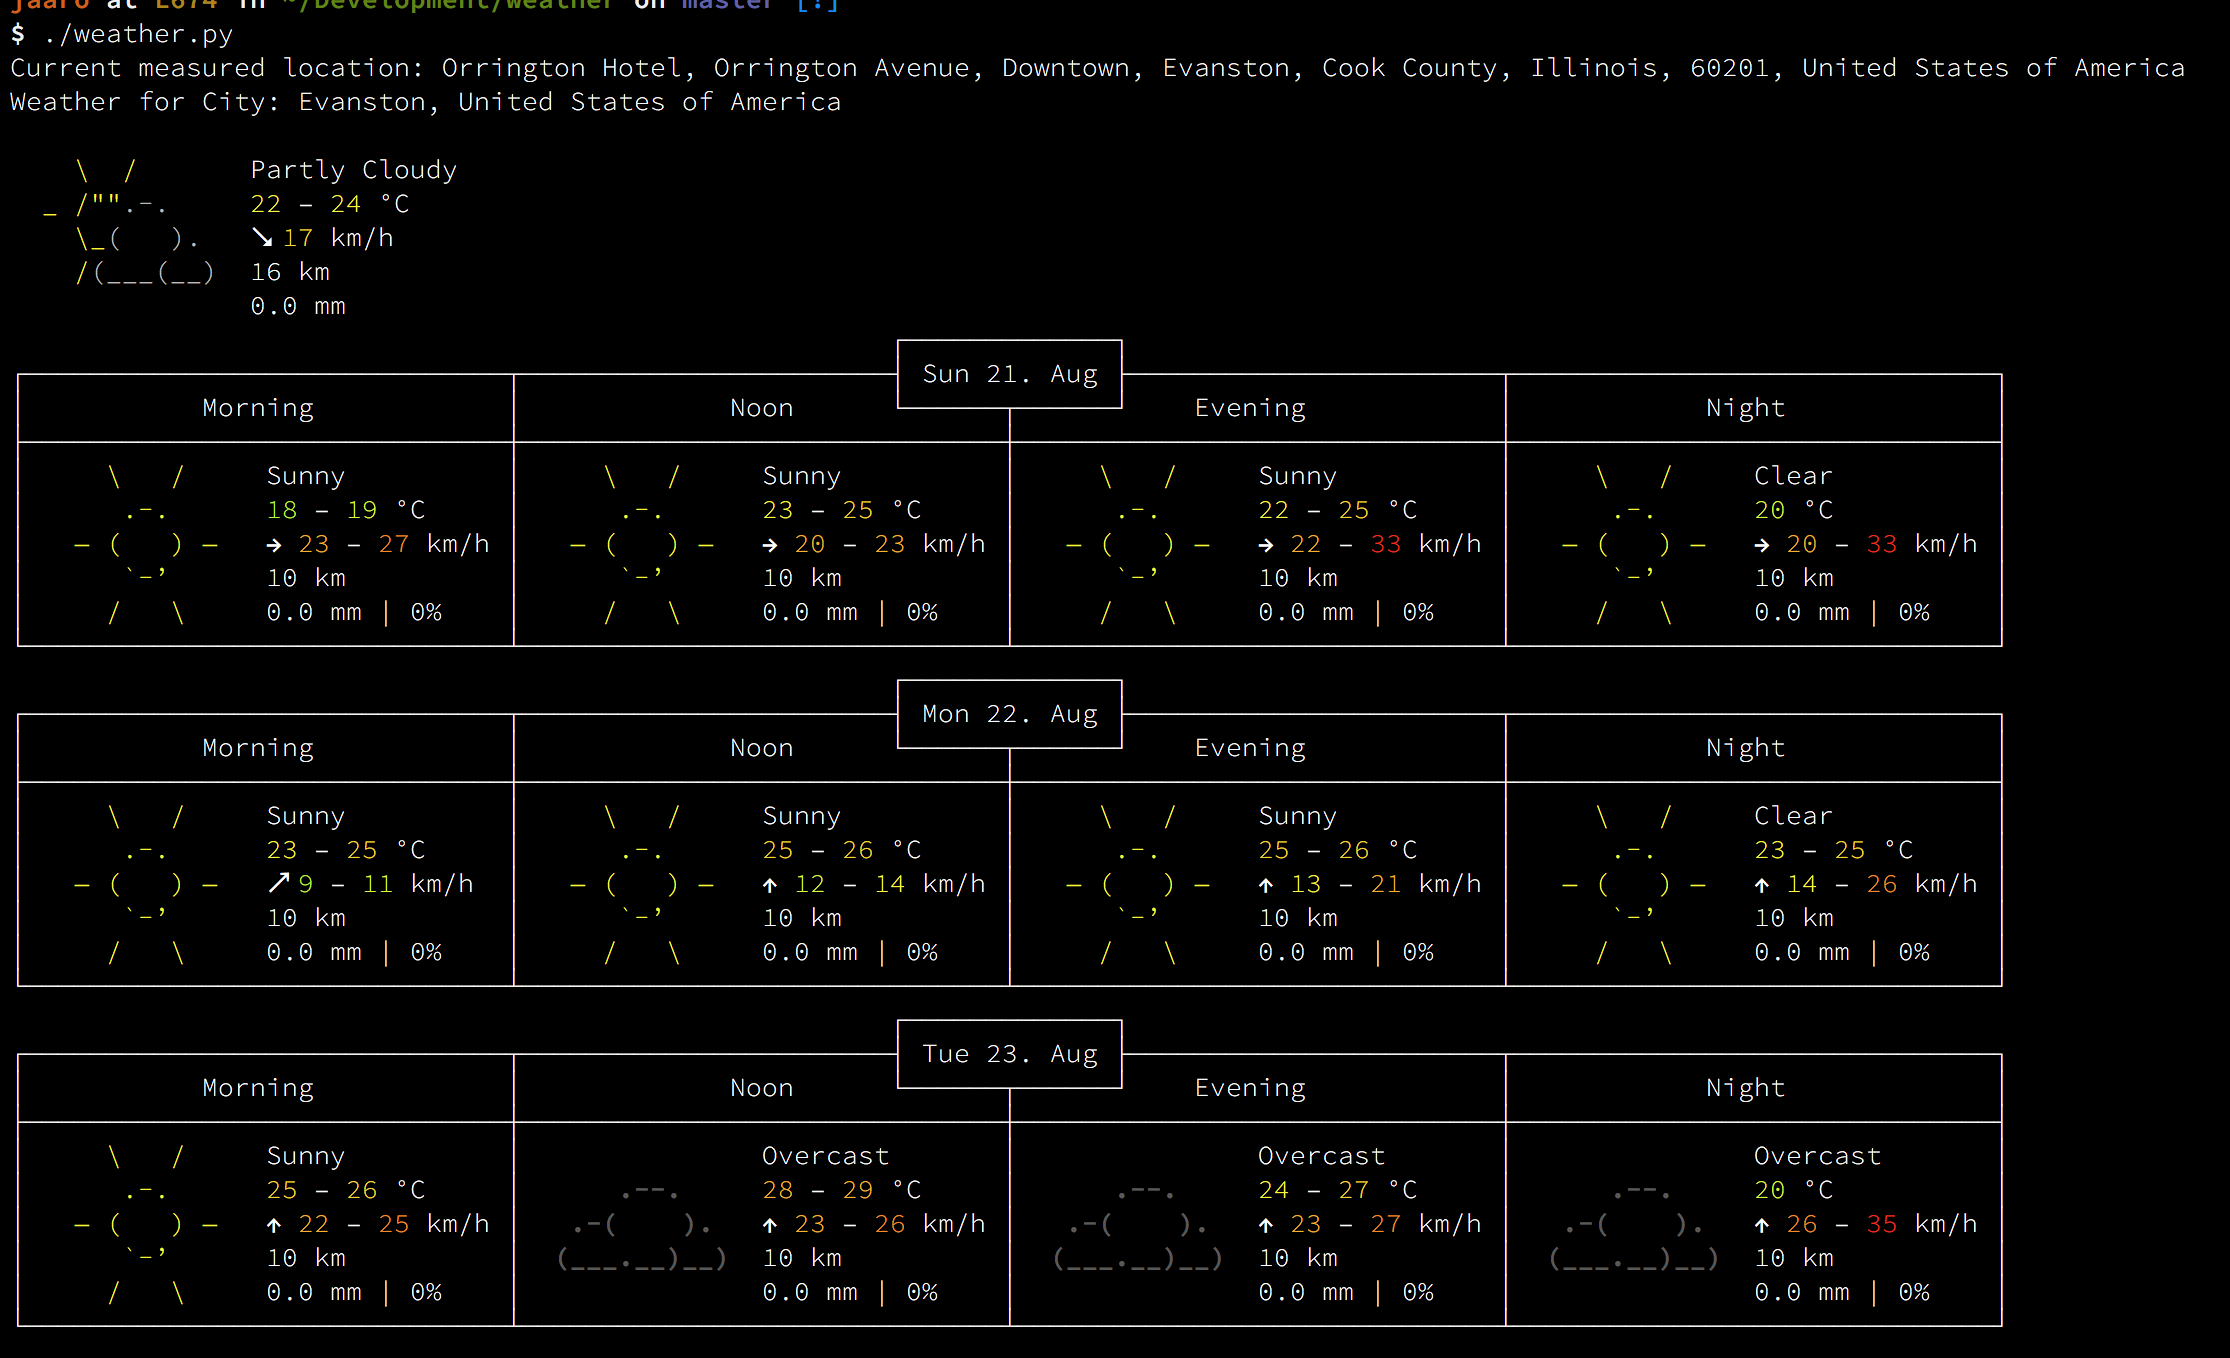 jaaro at L674 in ~/Development/Weather on master [!]
$ ./weather.py
Current measured location: Orrington Hotel, Orrington Avenue, Downtown, Evanston, Cook County, Illinois, 60201, United States of America
Weather for City: Evanston, United States of America
Partly Cloudy
22 – 24 °C
↘ 17 km/h
16 km
0.0 mm
Sun 21. Aug
Morning Noon Evening Night
Sunny Sunny Sunny Clear
18 – 19 °C 23 – 25 °C 22 – 25 °C 20 °C
→ 23 – 27 km/h → 20 – 23 km/h → 22 – 33 km/h → 20 – 33 km/h
10 km 10 km 10 km 10 km
0.0 mm | 0% 0.0 mm | 0% 0.0 mm | 0% 0.0 mm | 0%
Mon 22. Aug
Morning Noon Evening Night
Sunny Sunny Sunny Clear
23 – 25 °C 25 – 26 °C 25 – 26 °C 23 – 25 °C
↗ 9 – 11 km/h ↑ 12 – 14 km/h ↑ 13 – 21 km/h ↑ 14 – 26 km/h
10 km 10 km 10 km 10 km
0.0 mm | 0% 0.0 mm | 0% 0.0 mm | 0% 0.0 mm | 0%
Tue 23. Aug
Morning Noon Evening Night
Sunny Overcast Overcast Overcast
25 – 26 °C 28 – 29 °C 24 – 27 °C 20 °C
↑ 22 – 25 km/h ↑ 23 – 26 km/h ↑ 23 – 27 km/h ↑ 26 – 35 km/h
10 km 10 km 10 km 10 km
0.0 mm | 0% 0.0 mm | 0% 0.0 mm | 0% 0.0 mm | 0%